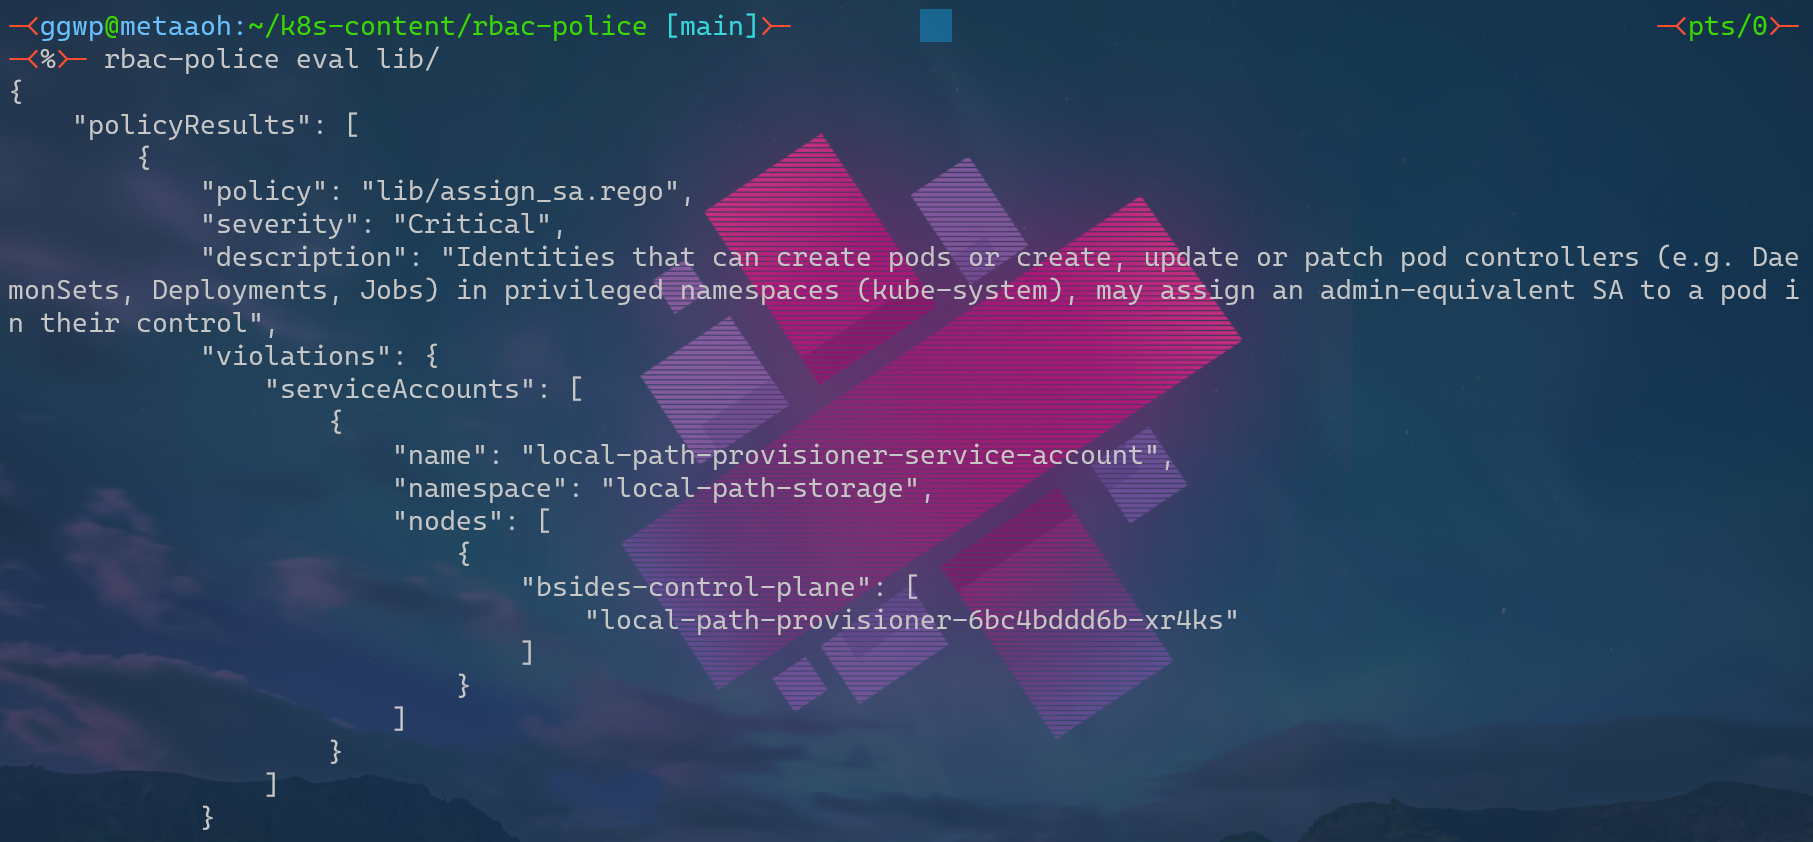 ─<ggwp@metaaoh:~/k8s-content/rbac-police [main]>─ ─<pts/0>─
─<%>─ rbac-police eval lib/
{
    "policyResults": [
        {
            "policy": "lib/assign_sa.rego",
            "severity": "Critical",
            "description": "Identities that can create pods or create, update or patch pod controllers (e.g. Dae
monSets, Deployments, Jobs) in privileged namespaces (kube-system), may assign an admin-equivalent SA to a pod i
n their control",
            "violations": {
                "serviceAccounts": [
                    {
                        "name": "local-path-provisioner-service-account",
                        "namespace": "local-path-storage",
                        "nodes": [
                            {
                                "bsides-control-plane": [
                                    "local-path-provisioner-6bc4bddd6b-xr4ks"
                                ]
                            }
                        ]
                    }
                ]
            }